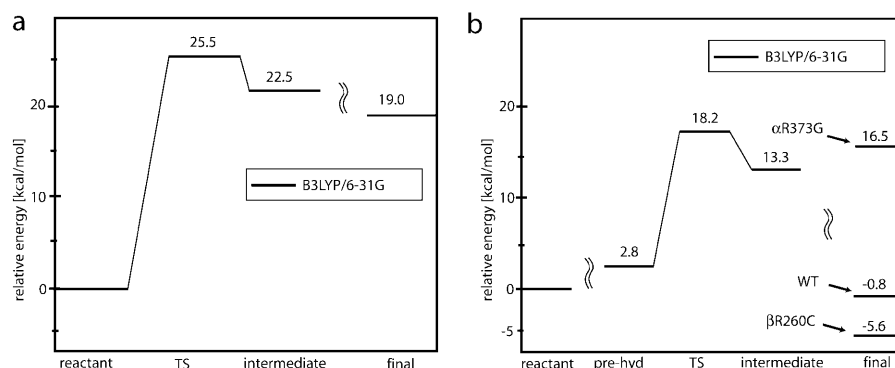 a
25.5
22.5
19.0
20
10
0
relative energy [kcal/mol]
B3LYP/6-31G
reactant TS intermediate final
b
B3LYP/6-31G
20
10
0
-5
relative energy [kcal/mol]
2.8
18.2
13.3
αR373G 16.5
WT -0.8
βR260C -5.6
reactant pre-hyd TS intermediate final